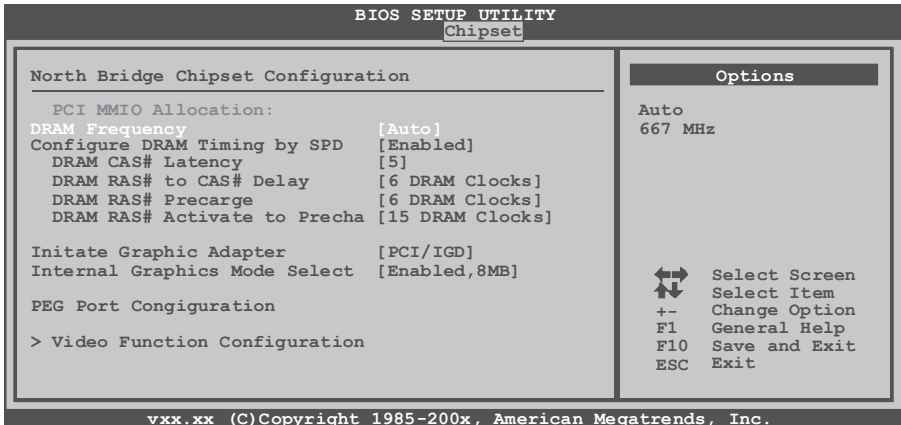 BIOS SETUP UTILITY
Chipset
North Bridge Chipset Configuration
PCI MMIO Allocation:
DRAM Frequency [Auto]
Configure DRAM Timing by SPD [Enabled]
DRAM CAS# Latency [5]
DRAM RAS# to CAS# Delay [6 DRAM Clocks]
DRAM RAS# Precarge [6 DRAM Clocks]
DRAM RAS# Activate to Precha [15 DRAM Clocks]
Initate Graphic Adapter [PCI/IGD]
Internal Graphics Mode Select [Enabled,8MB]
PEG Port Congiguration
> Video Function Configuration
Options
Auto
667 MHz
Select Screen
Select Item
+- Change Option
F1 General Help
F10 Save and Exit
ESC Exit
vxx.xx (C)Copyright 1985-200x, American Megatrends, Inc.